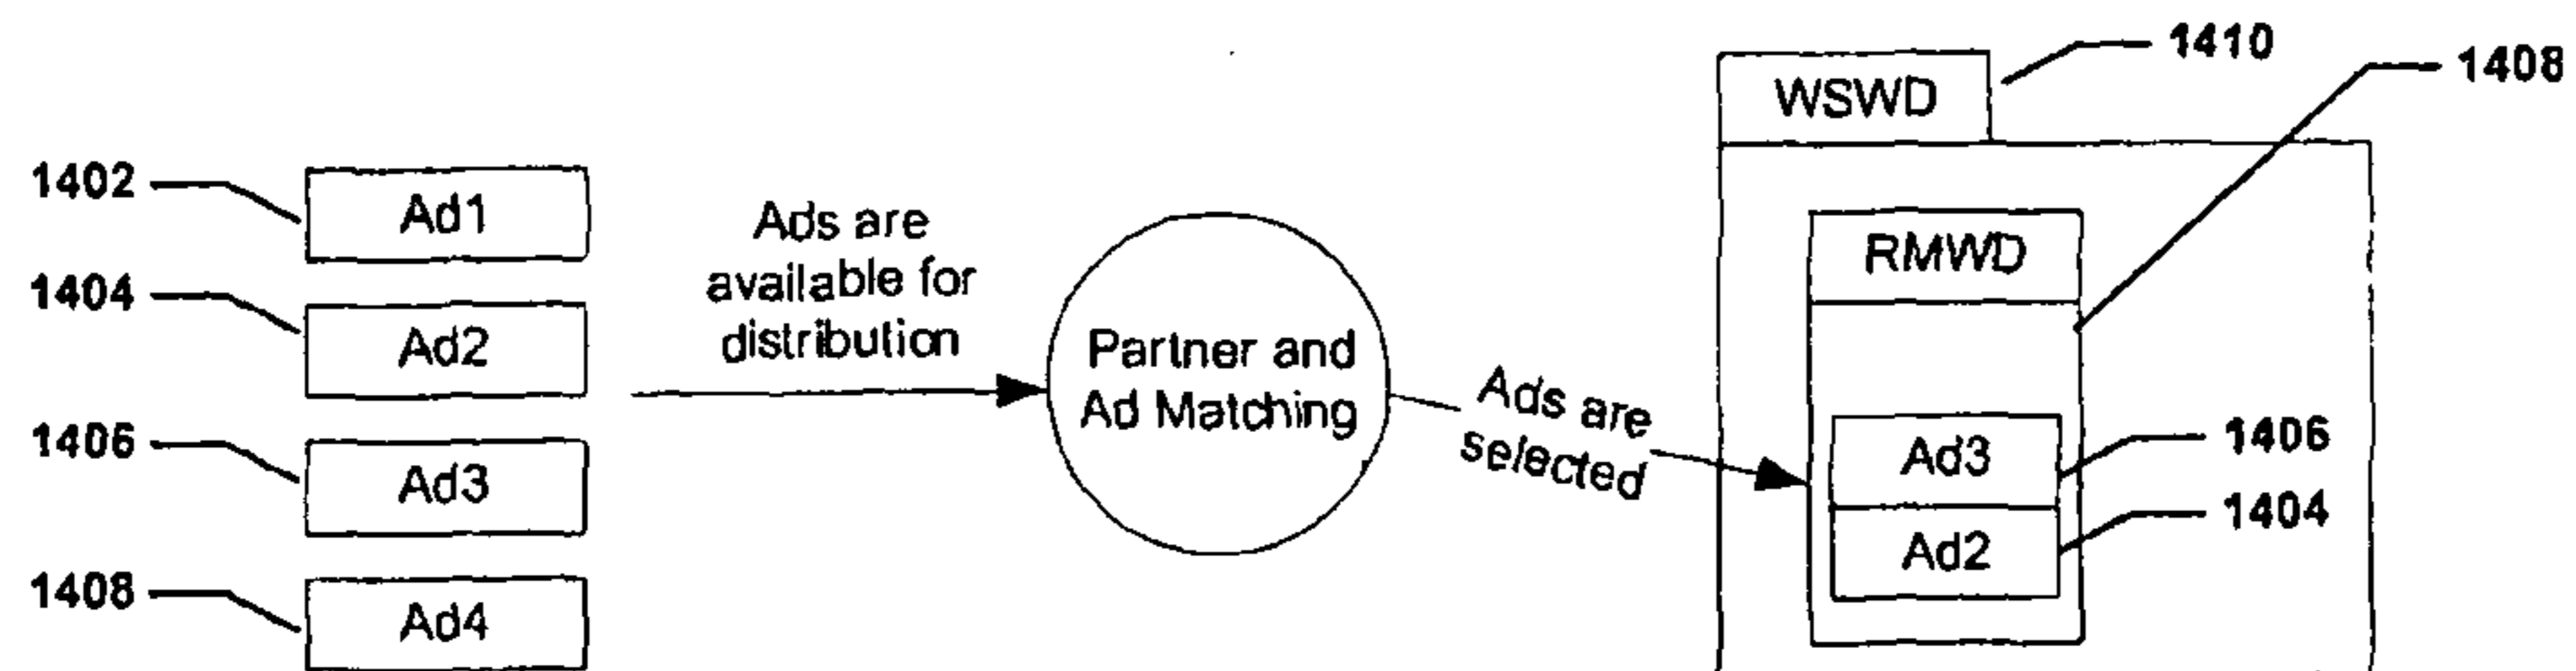 1402
Ad1
1404
Ad2
1406
Ad3
1408
Ad4
Ads are
available for
distribution
Partner and
Ad Matching
Ads are
selected
WSWD
1410
1408
RMWD
Ad3
1406
Ad2
1404